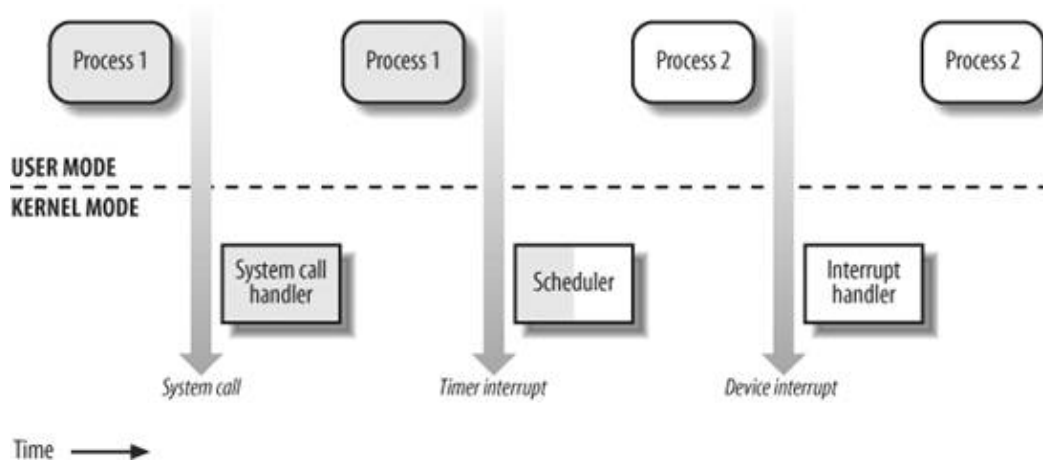 Process 1
Process 1
Process 2
Process 2
USER MODE
KERNEL MODE
System call
handler
Scheduler
Interrupt
handler
System call
Timer interrupt
Device interrupt
Time